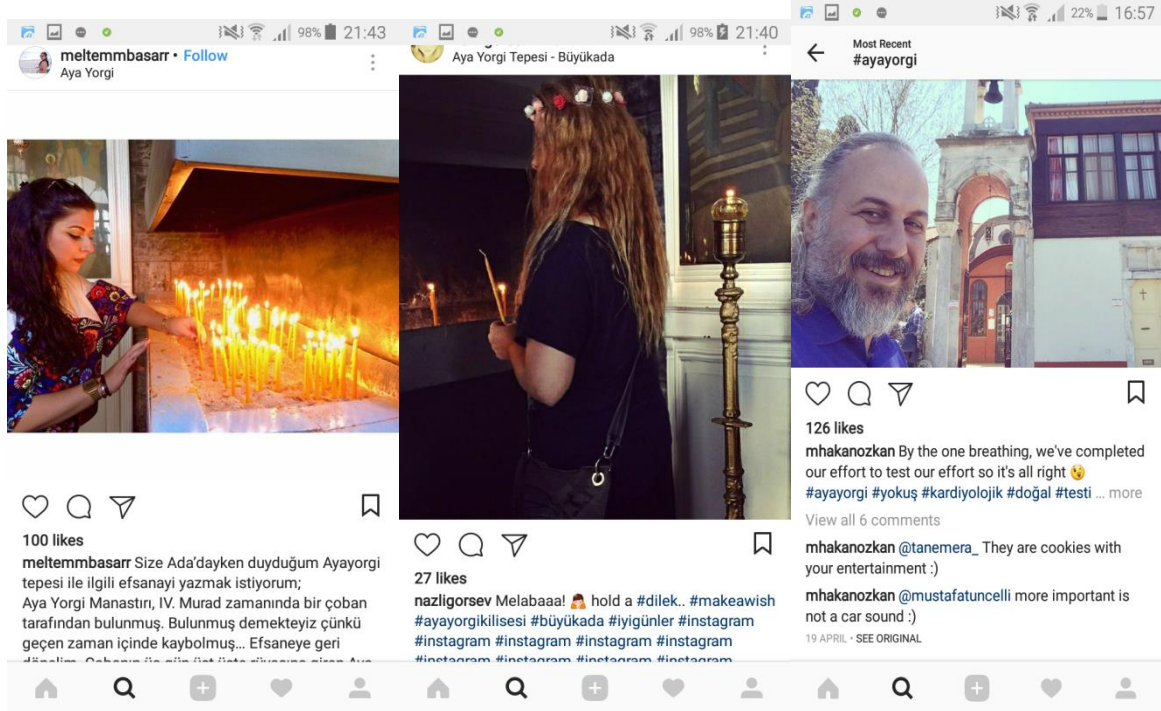 98% 21:43
meltemmbasarr • Follow
Aya Yorgi
100 likes
meltemmbasarr Size Ada'dayken duyduğum Ayayorgi
tepesi ile ilgili efsanayi yazmak istiyorum;
Aya Yorgi Manastırı, IV. Murad zamanında bir çoban
tarafından bulunmuş. Bulunmuş demekteyiz çünkü
geçen zaman içinde kaybolmuş... Efsaneye geri
98% 21:40
Aya Yorgi Tepesi - Büyükada
27 likes
nazligorsev Melabaaa! 🙇 hold a #dilek.. #makeawish
#ayayorgikilisesi #büyükada #iyigünler #instagram
#instagram #instagram #instagram #instagram
#instagram #instagram #instagram #instagram
22% 16:57
Most Recent
#ayayorgi
126 likes
mhakanozkan By the one breathing, we've completed
our effort to test our effort so it's all right 😉
#ayayorgi #yokuş #kardiyolojik #doğal #testi ... more
View all 6 comments
mhakanozkan @tanemera_ They are cookies with
your entertainment :)
mhakanozkan @mustafatuncelli more important is
not a car sound :)
19 APRIL • SEE ORIGINAL